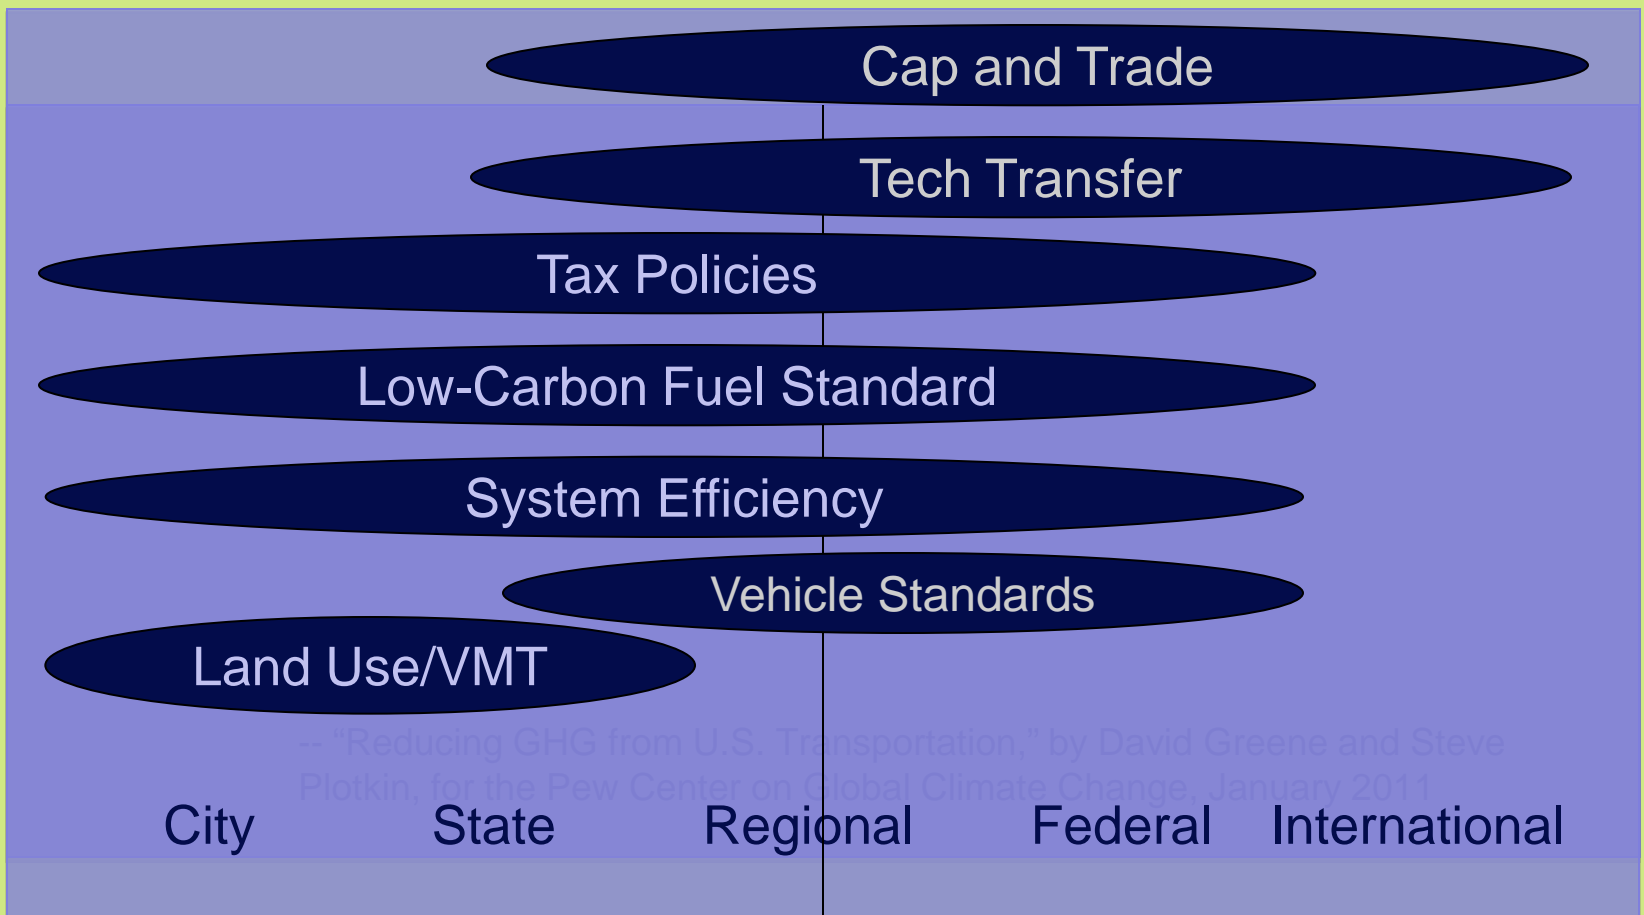 Cap and Trade
Tech Transfer
Tax Policies
Low-Carbon Fuel Standard
System Efficiency
Vehicle Standards
Land Use/VMT
-- “Reducing GHG from U.S. Transportation,” by David Greene and Steve
Plotkin, for the Pew Center on Global Climate Change, January 2011
City State Regional Federal International